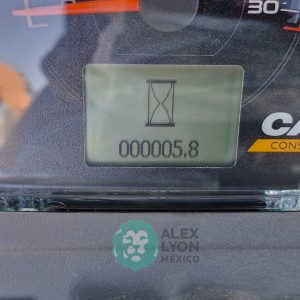 30
000005.8
CA
CONS
ALEX
LYON
MÉXICO